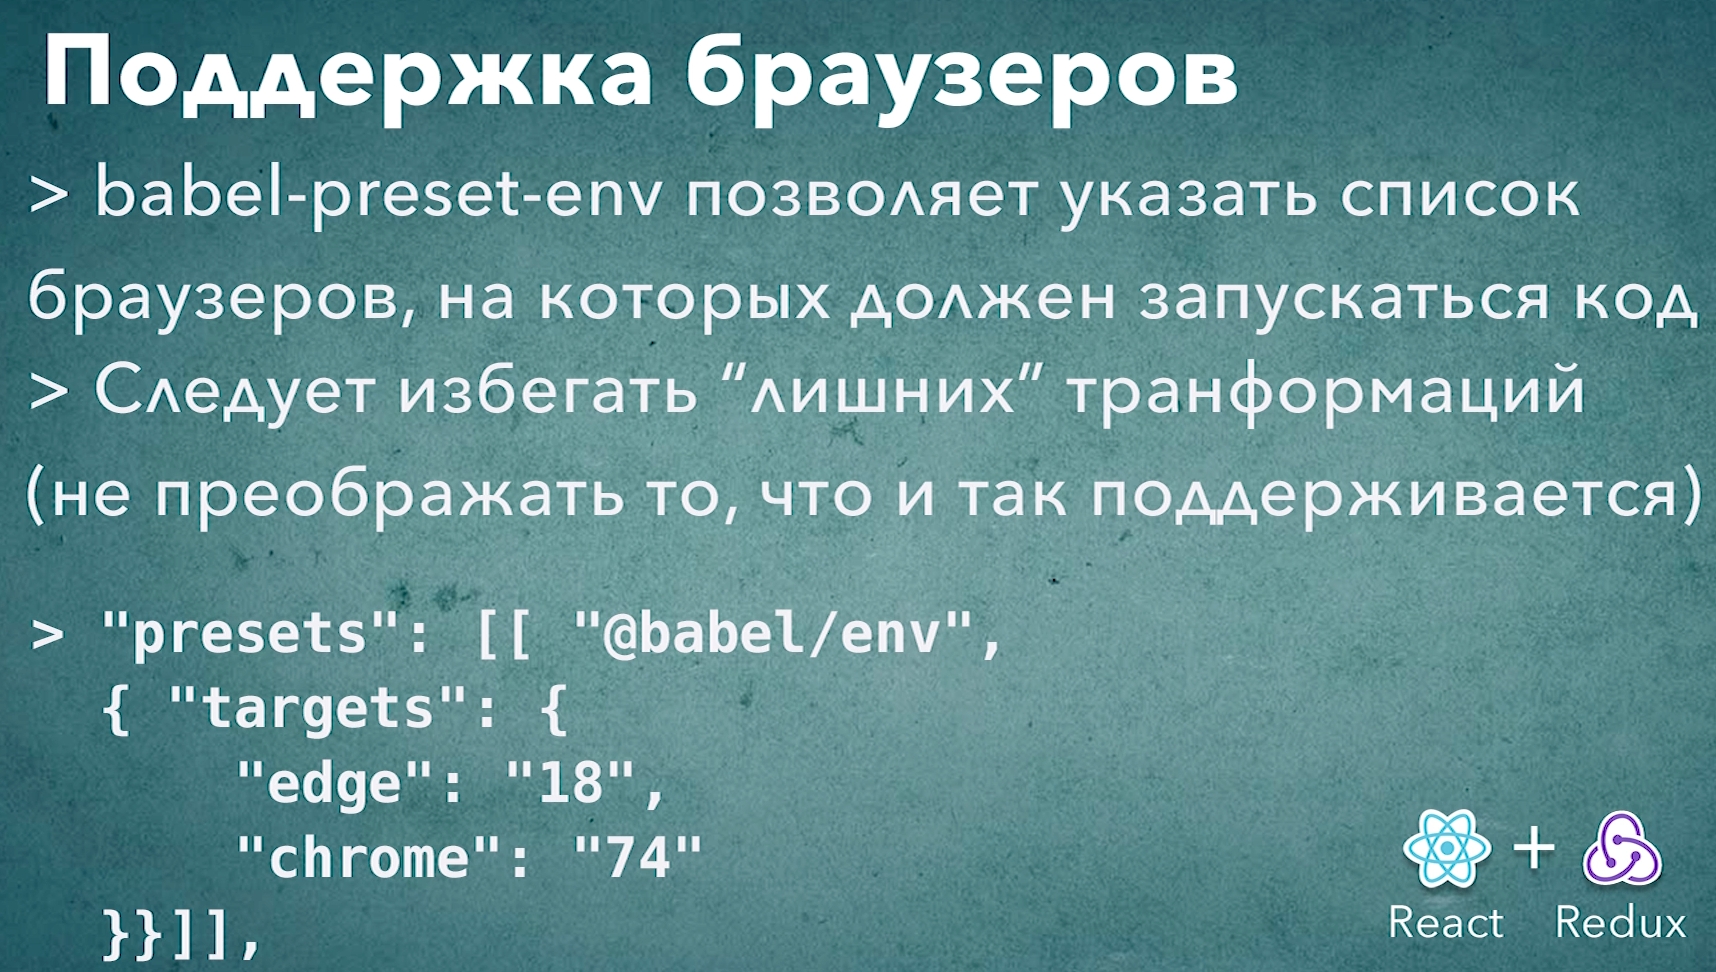 Поддержка браузеров
> babel-preset-env позволяет указать список
браузеров, на которых должен запускаться код
> Следует избегать “лишних” транформаций
(не преображать то, что и так поддерживается)
> "presets": [[ "@babel/env",
{ "targets": {
"edge": "18",
"chrome": "74"
}}]],
+
React Redux